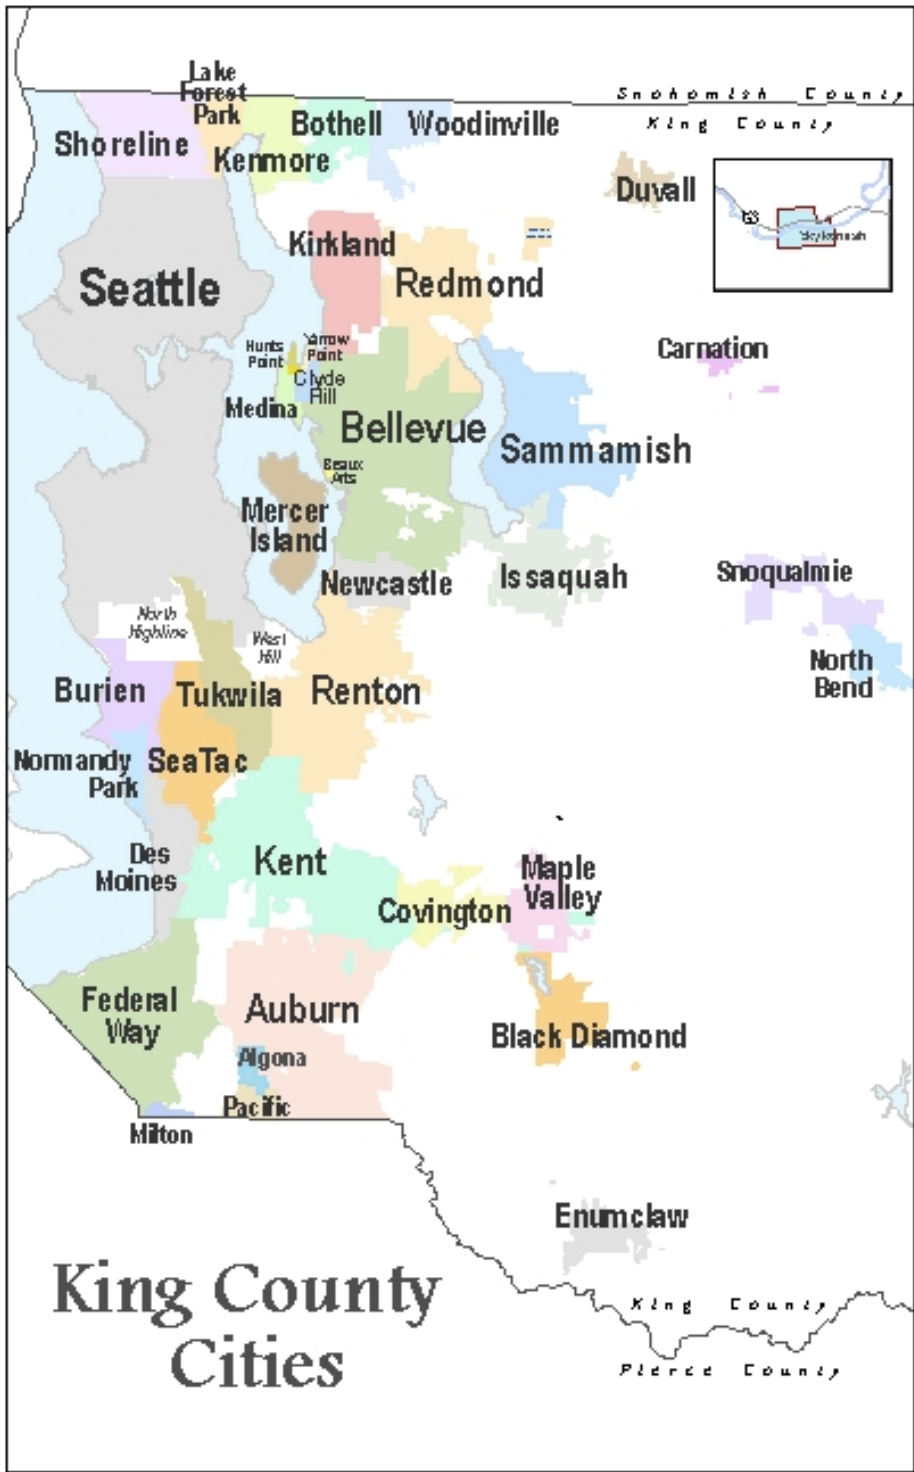 Lake
Forest
Park
Snohomish County
King County
Shoreline
Kenmore
Bothell
Woodinville
Duvall
Skykomish
Kirkland
Redmond
Seattle
Hunts
Point
Yarrow
Point
Clyde
Hill
Medina
Carnation
Bellevue
Sammamish
Beaux
Arts
Mercer
Island
Newcastle
Issaquah
Snoqualmie
North
Highline
West
Hill
North
Bend
Burien
Tukwila
Renton
Normandy
Park
SeaTac
Des
Moines
Kent
Maple
Valley
Covington
Federal
Way
Auburn
Black Diamond
Algona
Pacific
Milton
Enumclaw
King County
Cities
King County
Pierce County